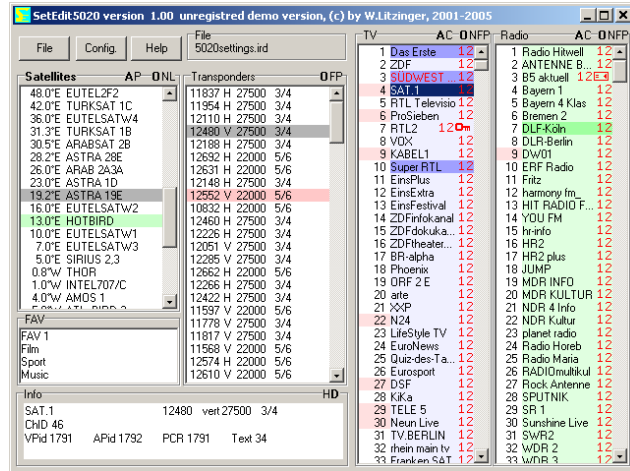 SetEdit5020 version 1.00 unregistred demo version, (c) by W.Litzinger, 2001-2005
File
Config.
Help
File
5020settings.ird
Satellites AP ONL
48.0°E EUTEL2F2
42.0°E TURKSAT 1C
36.0°E EUTELSATW4
31.3°E TURKSAT 1B
30.5°E ARABSAT 2B
28.2°E ASTRA 28E
26.0°E ARAB 2A3A
23.0°E ASTRA 1D
19.2°E ASTRA 19E
16.0°E EUTELSATW2
13.0°E HOTBIRD
10.0°E EUTELSATW1
7.0°E EUTELSATW3
5.0°E SIRIUS 2,3
0.8°W THOR
1.0°W INTEL707/C
4.0°W AMOS 1
Transponders OFP
11837 H 27500 3/4
11954 H 27500 3/4
12110 H 27500 3/4
12480 V 27500 3/4
12188 H 27500 3/4
12692 H 22000 5/6
12631 H 22000 5/6
12148 H 27500 3/4
12552 V 22000 5/6
10832 H 22000 5/6
12460 H 27500 3/4
12226 H 27500 3/4
12051 V 27500 3/4
12285 V 27500 3/4
12662 H 22000 5/6
12266 H 27500 3/4
12422 H 27500 3/4
11597 V 22000 5/6
11778 V 27500 3/4
11817 V 27500 3/4
11568 V 22000 5/6
12574 H 22000 5/6
12610 V 22000 5/6
FAV
FAV 1
Film
Sport
Music
Info HD
SAT.1 12480 vert 27500 3/4
ChID 46
VPid 1791 APid 1792 PCR 1791 Text 34
TV AC ONFP
1 Das Erste 12
2 ZDF 12
3 SÜDWEST ... 12
4 SAT.1 12
5 RTL Televisio 12
6 ProSieben 12
7 RTL2 12
8 VOX 12
9 KABEL1 12
10 Super RTL 12
11 EinsPlus 12
12 EinsExtra 12
13 EinsFestival 12
14 ZDFinfokanal 12
15 ZDFdokuka... 12
16 ZDFtheater... 12
17 BR-alpha 12
18 Phoenix 12
19 ORF 2 E 12
20 arte 12
21 XXP 12
22 N24 12
23 LifeStyle TV 12
24 EuroNews 12
25 Quiz-des-Ta... 12
26 Eurosport 12
27 DSF 12
28 KiKa 12
29 TELE 5 12
30 Neun Live 12
31 TV.BERLIN 12
32 rhein main tv 12
33 Franken SAT 12
Radio AC ONFP
1 Radio Hitwell 12
2 ANTENNE B... 12
3 B5 aktuell 12
4 Bayern 1 12
5 Bayern 4 Klas 12
6 Bremen 2 12
7 DLF-Köln 12
8 DLR-Berlin 12
9 DW01 12
10 ERF Radio 12
11 Fritz 12
12 harmony fm_ 12
13 HIT RADIO F... 12
14 YOU FM 12
15 hr-info 12
16 HR2 12
17 HR2 plus 12
18 JUMP 12
19 MDR INFO 12
20 MDR KULTUR 12
21 NDR 4 Info 12
22 NDR Kultur 12
23 planet radio 12
24 Radio Horeb 12
25 Radio Maria 12
26 RADIOmultikul 12
27 Rock Antenne 12
28 SPUTNIK 12
29 SR 1 12
30 Sunshine Live 12
31 SWR2 12
32 WDR 2 12
33 WDR 3 12